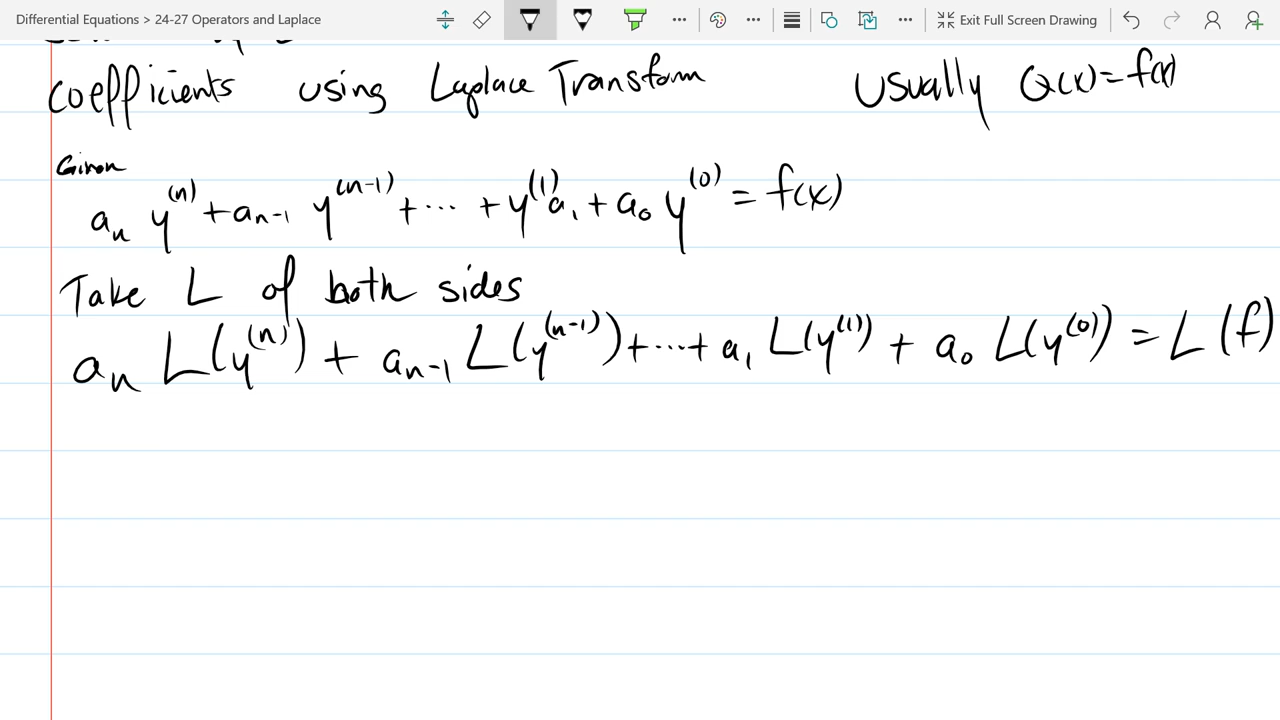 Differential Equations > 24-27 Operators and Laplace
Exit Full Screen Drawing
coefficients using Laplace Transform Usually Q(x)=f(x)
Given
aₙ y⁽ⁿ⁾ + aₙ₋₁ y⁽ⁿ⁻¹⁾ + ... + y⁽¹⁾a₁ + a₀ y⁽⁰⁾ = f(x)
Take L of both sides
aₙ L(y⁽ⁿ⁾) + aₙ₋₁ L(y⁽ⁿ⁻¹⁾) + ... + a₁ L(y⁽¹⁾) + a₀ L(y⁽⁰⁾) = L(f)